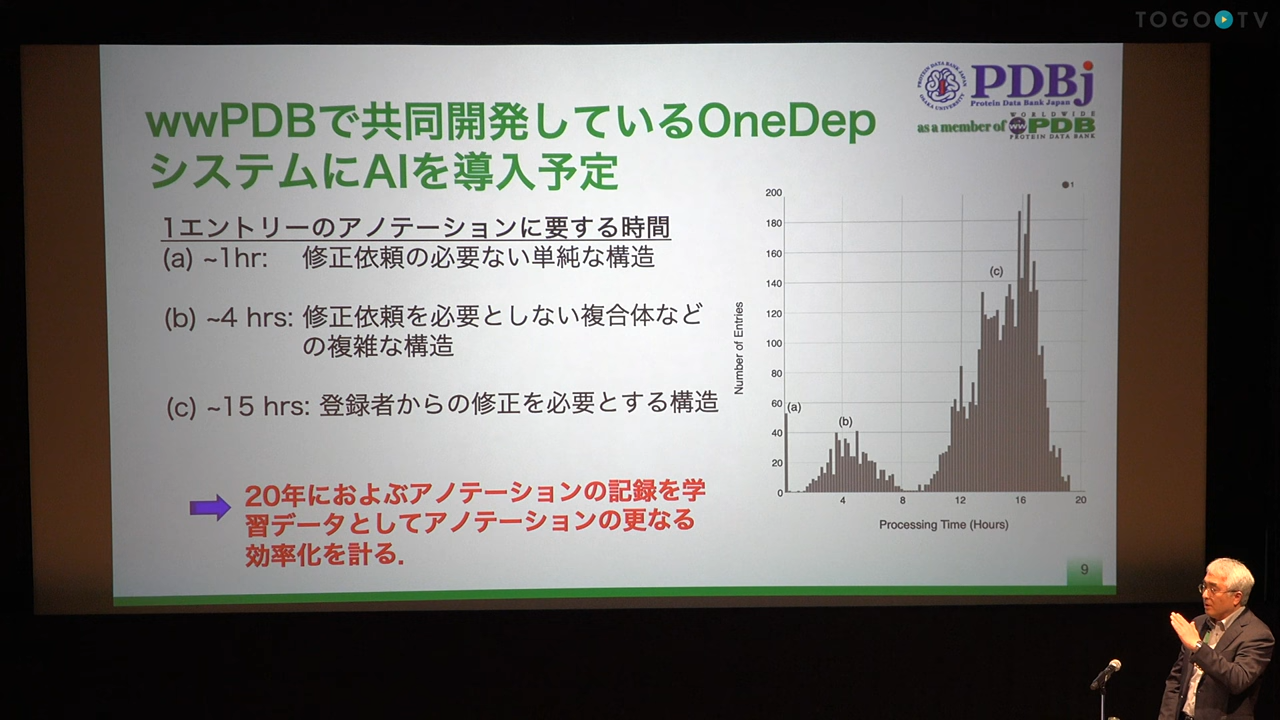 TOGO TV
PDBj
Protein Data Bank Japan
as a member of
WORLDWIDE
PDB
PROTEIN DATA BANK
wwPDBで共同開発しているOneDep
システムにAIを導入予定
1エントリーのアノテーションに要する時間
(a) ~1hr: 修正依頼の必要ない単純な構造
(b) ~4 hrs: 修正依頼を必要としない複合体など
の複雑な構造
(c) ~15 hrs: 登録者からの修正を必要とする構造
20年におよぶアノテーションの記録を学
習データとしてアノテーションの更なる
効率化を計る.
1
200
180
160
140
120
100
80
60
40
20
0
Number of Entries
(a)
(b)
(c)
4 8 12 16 20
Processing Time (Hours)
9